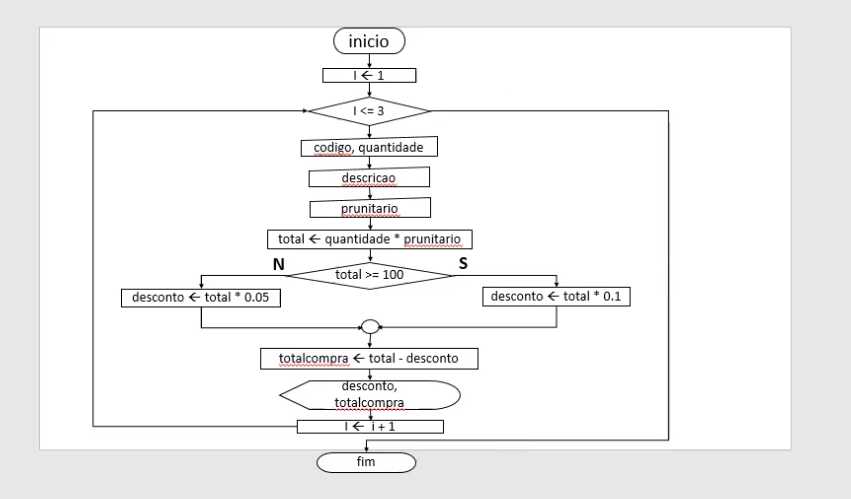 inicio
I ← 1
I <= 3
codigo, quantidade
descricao
prunitario
total ← quantidade * prunitario
N
S
total >= 100
desconto ← total * 0.05
desconto ← total * 0.1
totalcompra ← total - desconto
desconto,
totalcompra
I ← i + 1
fim